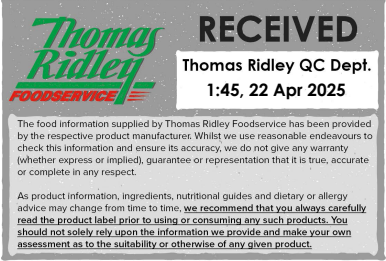 Thomas
Ridley
FOODSERVICE
RECEIVED
Thomas Ridley QC Dept.
1:45, 22 Apr 2025
The food information supplied by Thomas Ridley Foodservice has been provided
by the respective product manufacturer. Whilst we use reasonable endeavours to
check this information and ensure its accuracy, we do not give any warranty
(whether express or implied), guarantee or representation that it is true, accurate
or complete in any respect.
As product information, ingredients, nutritional guides and dietary or allergy
advice may change from time to time, we recommend that you always carefully
read the product label prior to using or consuming any such products. You
should not solely rely upon the information we provide and make your own
assessment as to the suitability or otherwise of any given product.